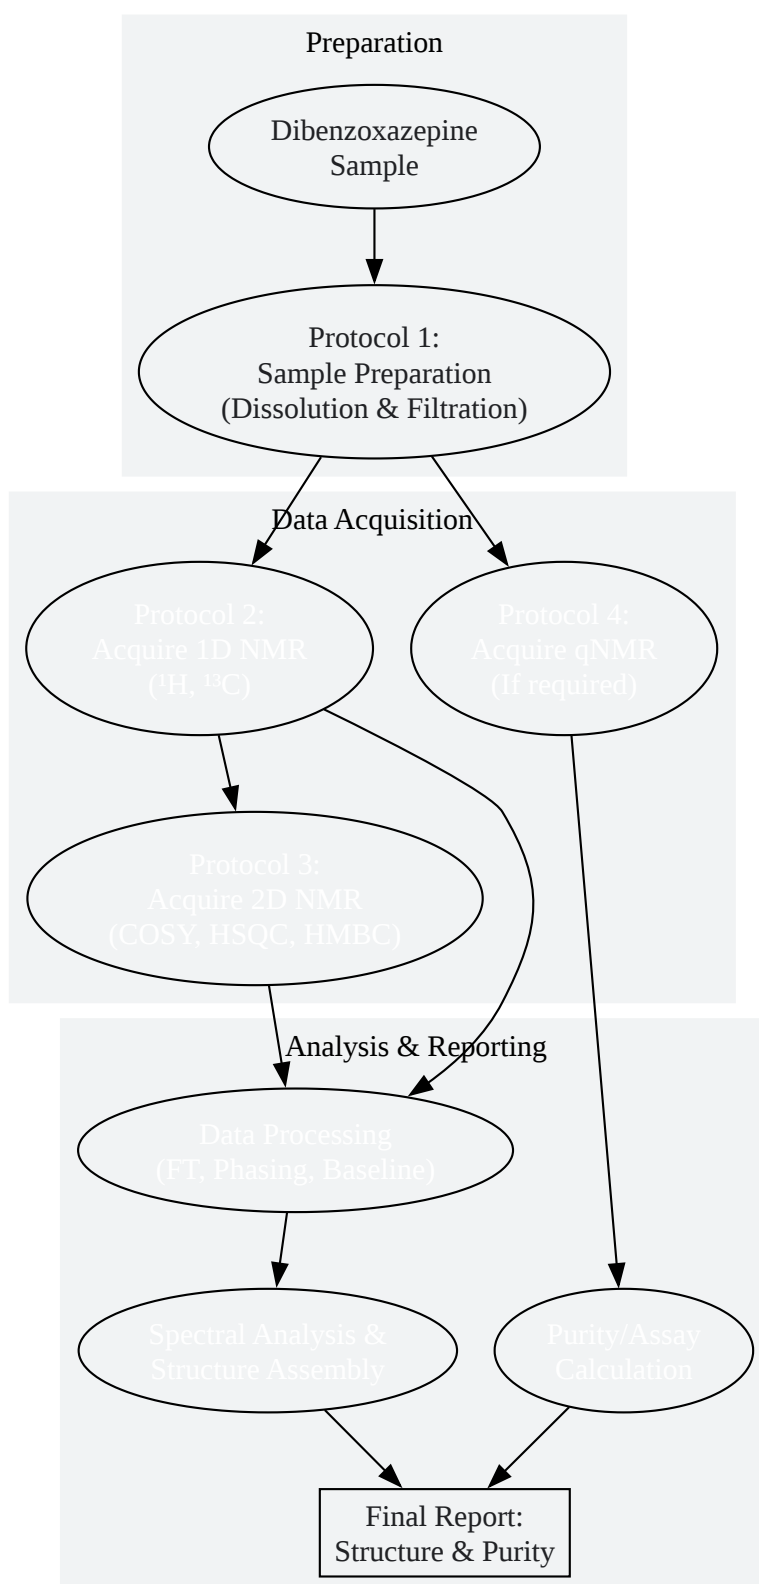 Preparation
Dibenzoxazepine
Sample
Protocol 1:
Sample Preparation
(Dissolution & Filtration)
Data Acquisition
Protocol 2:
Acquire 1D NMR
(¹H, ¹³C)
Protocol 4:
Acquire qNMR
(If required)
Protocol 3:
Acquire 2D NMR
(COSY, HSQC, HMBC)
Analysis & Reporting
Data Processing
(FT, Phasing, Baseline)
Spectral Analysis &
Structure Assembly
Purity/Assay
Calculation
Final Report:
Structure & Purity